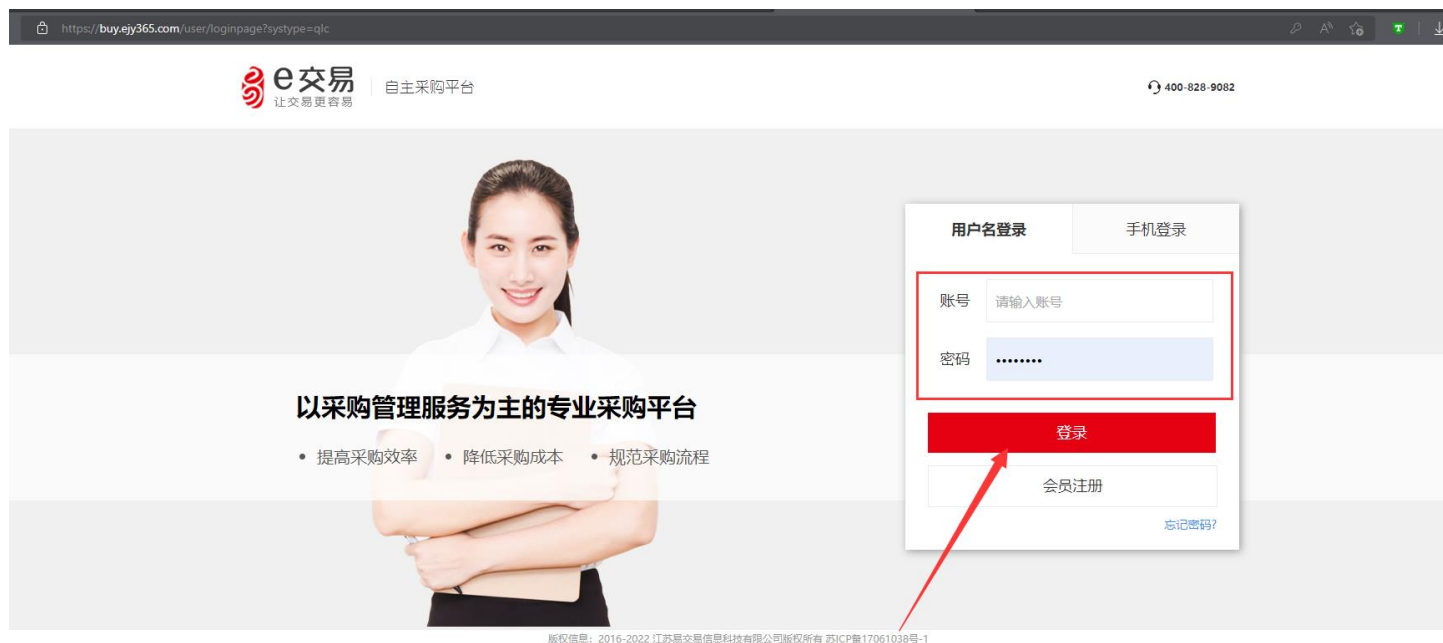 https://buy.ejy365.com/user/loginpage?systype=qlc
e交易
让交易更容易
自主采购平台
400-828-9082
用户名登录 手机登录
账号 请输入账号
密码 ••••••••
登录
会员注册
忘记密码?
以采购管理服务为主的专业采购平台
• 提高采购效率 • 降低采购成本 • 规范采购流程
版权信息：2016-2022 江苏易交易信息科技有限公司版权所有 苏ICP备17061038号-1